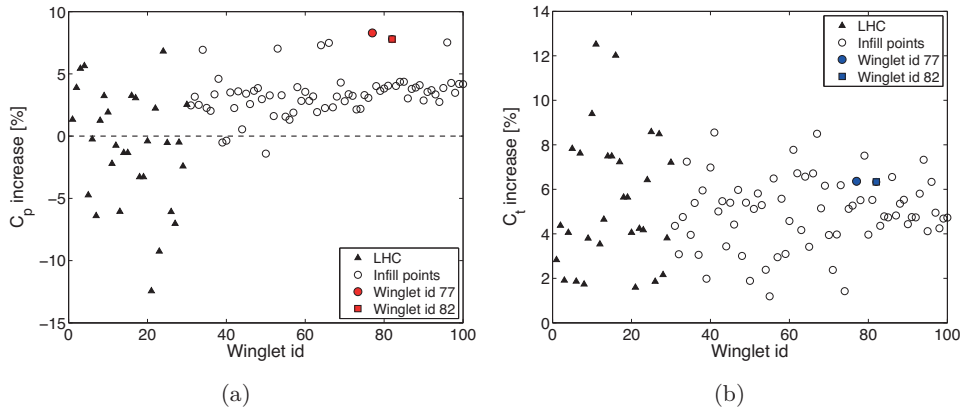 10
5
0
−5
−10
−15
0
20
40
60
80
100
C_p increase [%]
Winglet id
LHC
Infill points
Winglet id 77
Winglet id 82
(a)
14
12
10
8
6
4
2
0
0
20
40
60
80
100
C_t increase [%]
Winglet id
LHC
Infill points
Winglet id 77
Winglet id 82
(b)